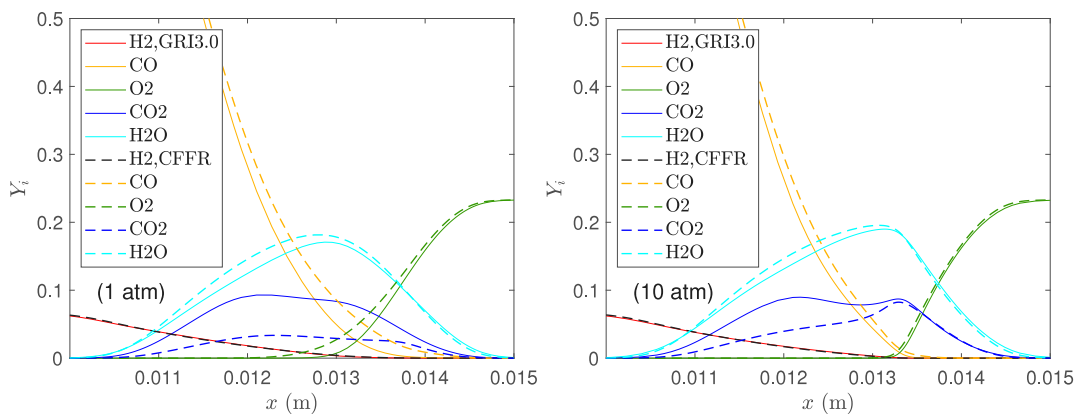 0.5
0.4
0.3
0.2
0.1
0
Y_i
H2,GRI3.0
CO
O2
CO2
H2O
H2,CFFR
CO
O2
CO2
H2O
(1 atm)
0.011 0.012 0.013 0.014 0.015
x (m)
0.5
0.4
0.3
0.2
0.1
0
Y_i
H2,GRI3.0
CO
O2
CO2
H2O
H2,CFFR
CO
O2
CO2
H2O
(10 atm)
0.011 0.012 0.013 0.014 0.015
x (m)